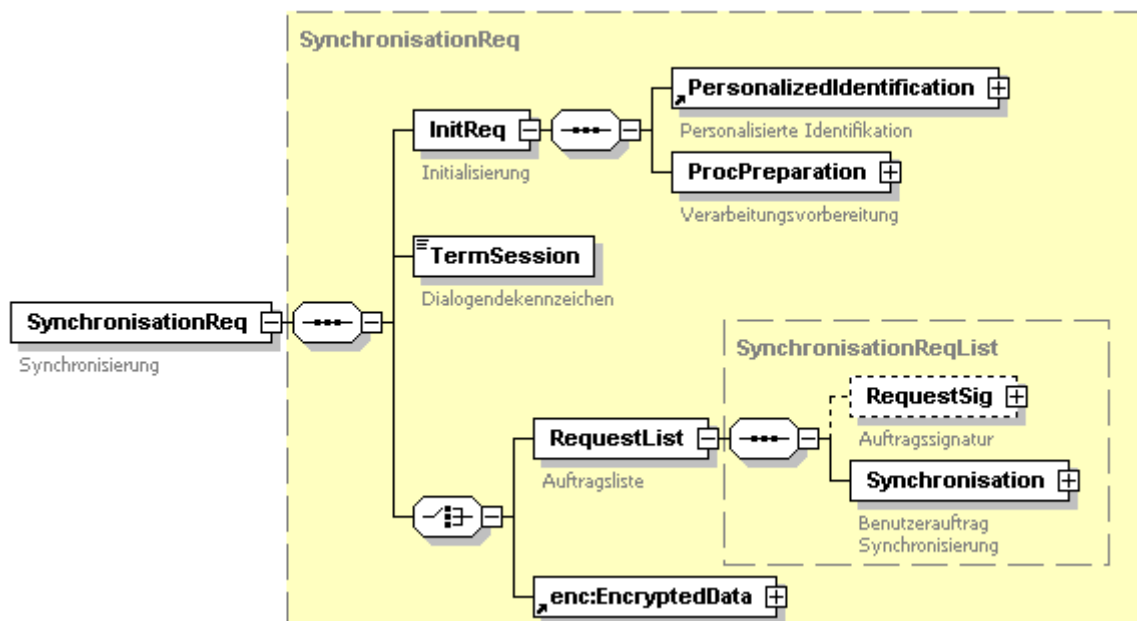 SynchronisationReq
PersonalizedIdentification
Personalisierte Identifikation
InitReq
Initialisierung
ProcPreparation
Verarbeitungsvorbereitung
TermSession
Dialogendekennzeichen
SynchronisationReq
Synchronisierung
SynchronisationReqList
RequestSig
Auftragssignatur
RequestList
Auftragsliste
Synchronisation
Benutzerauftrag
Synchronisierung
enc:EncryptedData